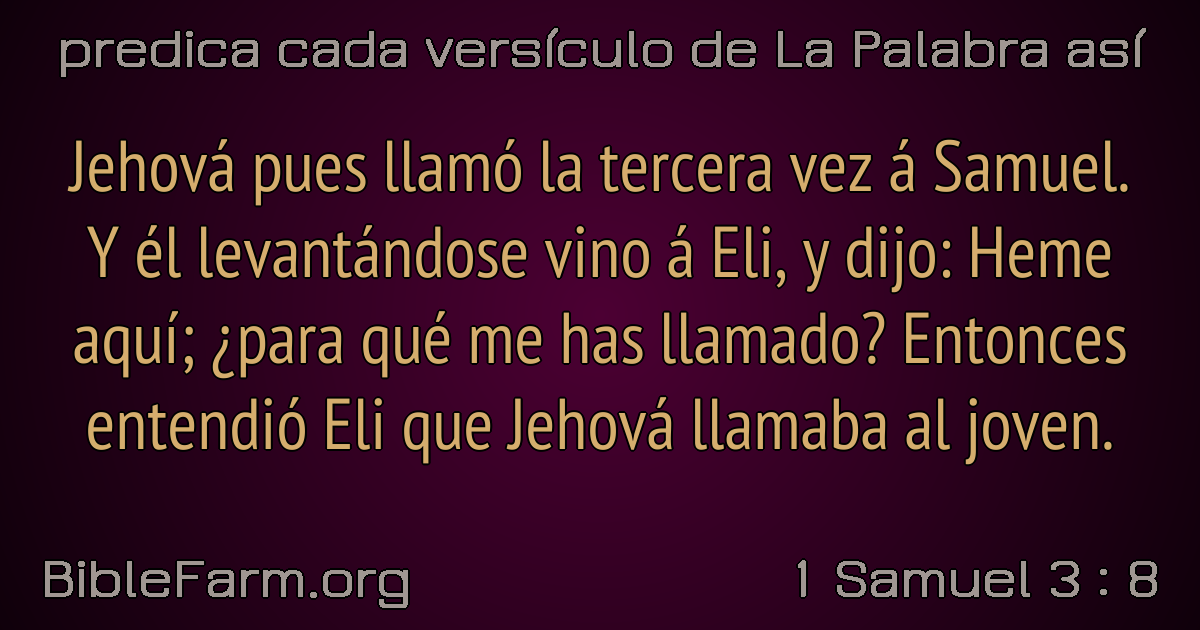 predica cada versículo de La Palabra así
Jehová pues llamó la tercera vez á Samuel.
Y él levantándose vino á Eli, y dijo: Heme
aquí; ¿para qué me has llamado? Entonces
entendió Eli que Jehová llamaba al joven.
BibleFarm.org
1 Samuel 3 : 8